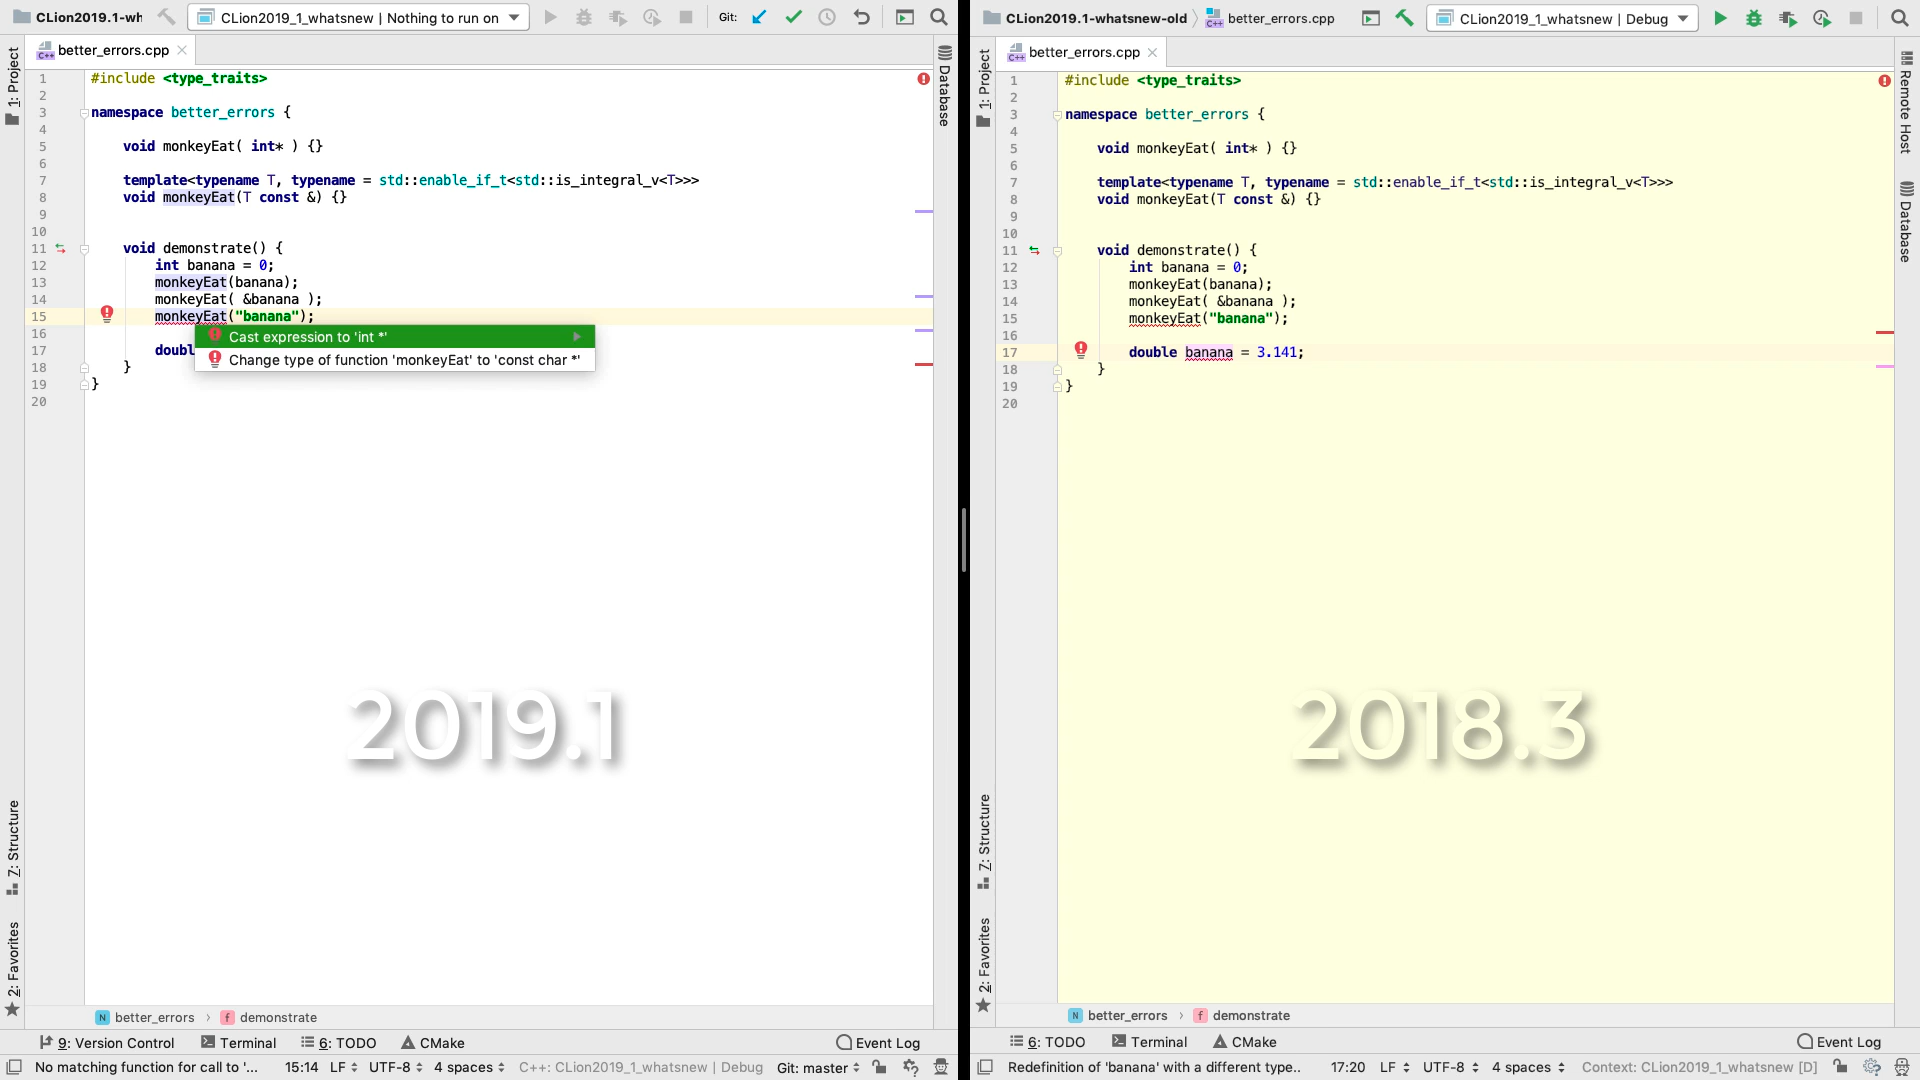 CLion2019.1-wh
CLion2019_1_whatsnew | Nothing to run on
Git:
better_errors.cpp
1: Project
Database
1 #include <type_traits>
2
3 namespace better_errors {
4
5 void monkeyEat( int* ) {}
6
7 template<typename T, typename = std::enable_if_t<std::is_integral_v<T>>>
8 void monkeyEat(T const &) {}
9
10
11 void demonstrate() {
12 int banana = 0;
13 monkeyEat(banana);
14 monkeyEat( &banana );
15 monkeyEat("banana");
16
Cast expression to 'int *'
17 doubl
Change type of function 'monkeyEat' to 'const char *'
18 }
19 }
20
2019.1
7: Structure
2: Favorites
better_errors
demonstrate
9: Version Control
Terminal
6: TODO
CMake
Event Log
No matching function for call to '...
15:14
LF
UTF-8
4 spaces
C++: CLion2019_1_whatsnew | Debug
Git: master
CLion2019.1-whatsnew-old
better_errors.cpp
CLion2019_1_whatsnew | Debug
better_errors.cpp
1: Project
Remote Host
Database
1 #include <type_traits>
2
3 namespace better_errors {
4
5 void monkeyEat( int* ) {}
6
7 template<typename T, typename = std::enable_if_t<std::is_integral_v<T>>>
8 void monkeyEat(T const &) {}
9
10
11 void demonstrate() {
12 int banana = 0;
13 monkeyEat(banana);
14 monkeyEat( &banana );
15 monkeyEat("banana");
16
17 double banana = 3.141;
18 }
19 }
20
2018.3
7: Structure
2: Favorites
better_errors
demonstrate
6: TODO
Terminal
CMake
Event Log
Redefinition of 'banana' with a different type..
17:20
LF
UTF-8
4 spaces
Context: CLion2019_1_whatsnew [D]